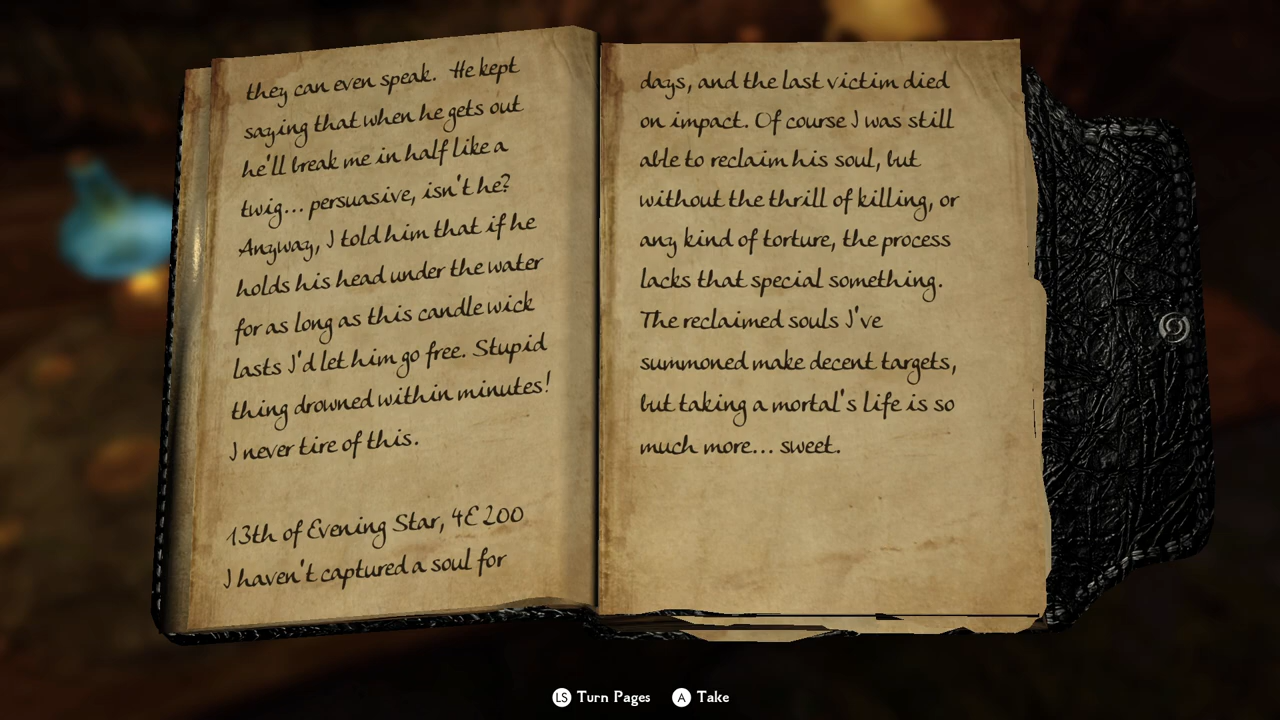 they can even speak. He kept
saying that when he gets out
he'll break me in half like a
twig... persuasive, isn't he?
Anyway, I told him that if he
holds his head under the water
for as long as this candle wick
lasts I'd let him go free. Stupid
thing drowned within minutes!
I never tire of this.
13th of Evening Star, 4E 200
I haven't captured a soul for
days, and the last victim died
on impact. Of course I was still
able to reclaim his soul, but
without the thrill of killing, or
any kind of torture, the process
lacks that special something.
The reclaimed souls I've
summoned make decent targets,
but taking a mortal's life is so
much more... sweet.
LS Turn Pages A Take